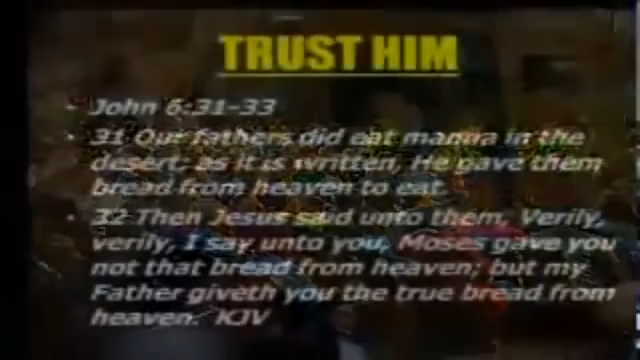 TRUST HIM
• John 6:31-33
• 31 Our fathers did eat manna in the
desert; as it is written, He gave them
bread from heaven to eat.
• 32 Then Jesus said unto them, Verily,
verily, I say unto you, Moses gave you
not that bread from heaven; but my
Father giveth you the true bread from
heaven. KJV